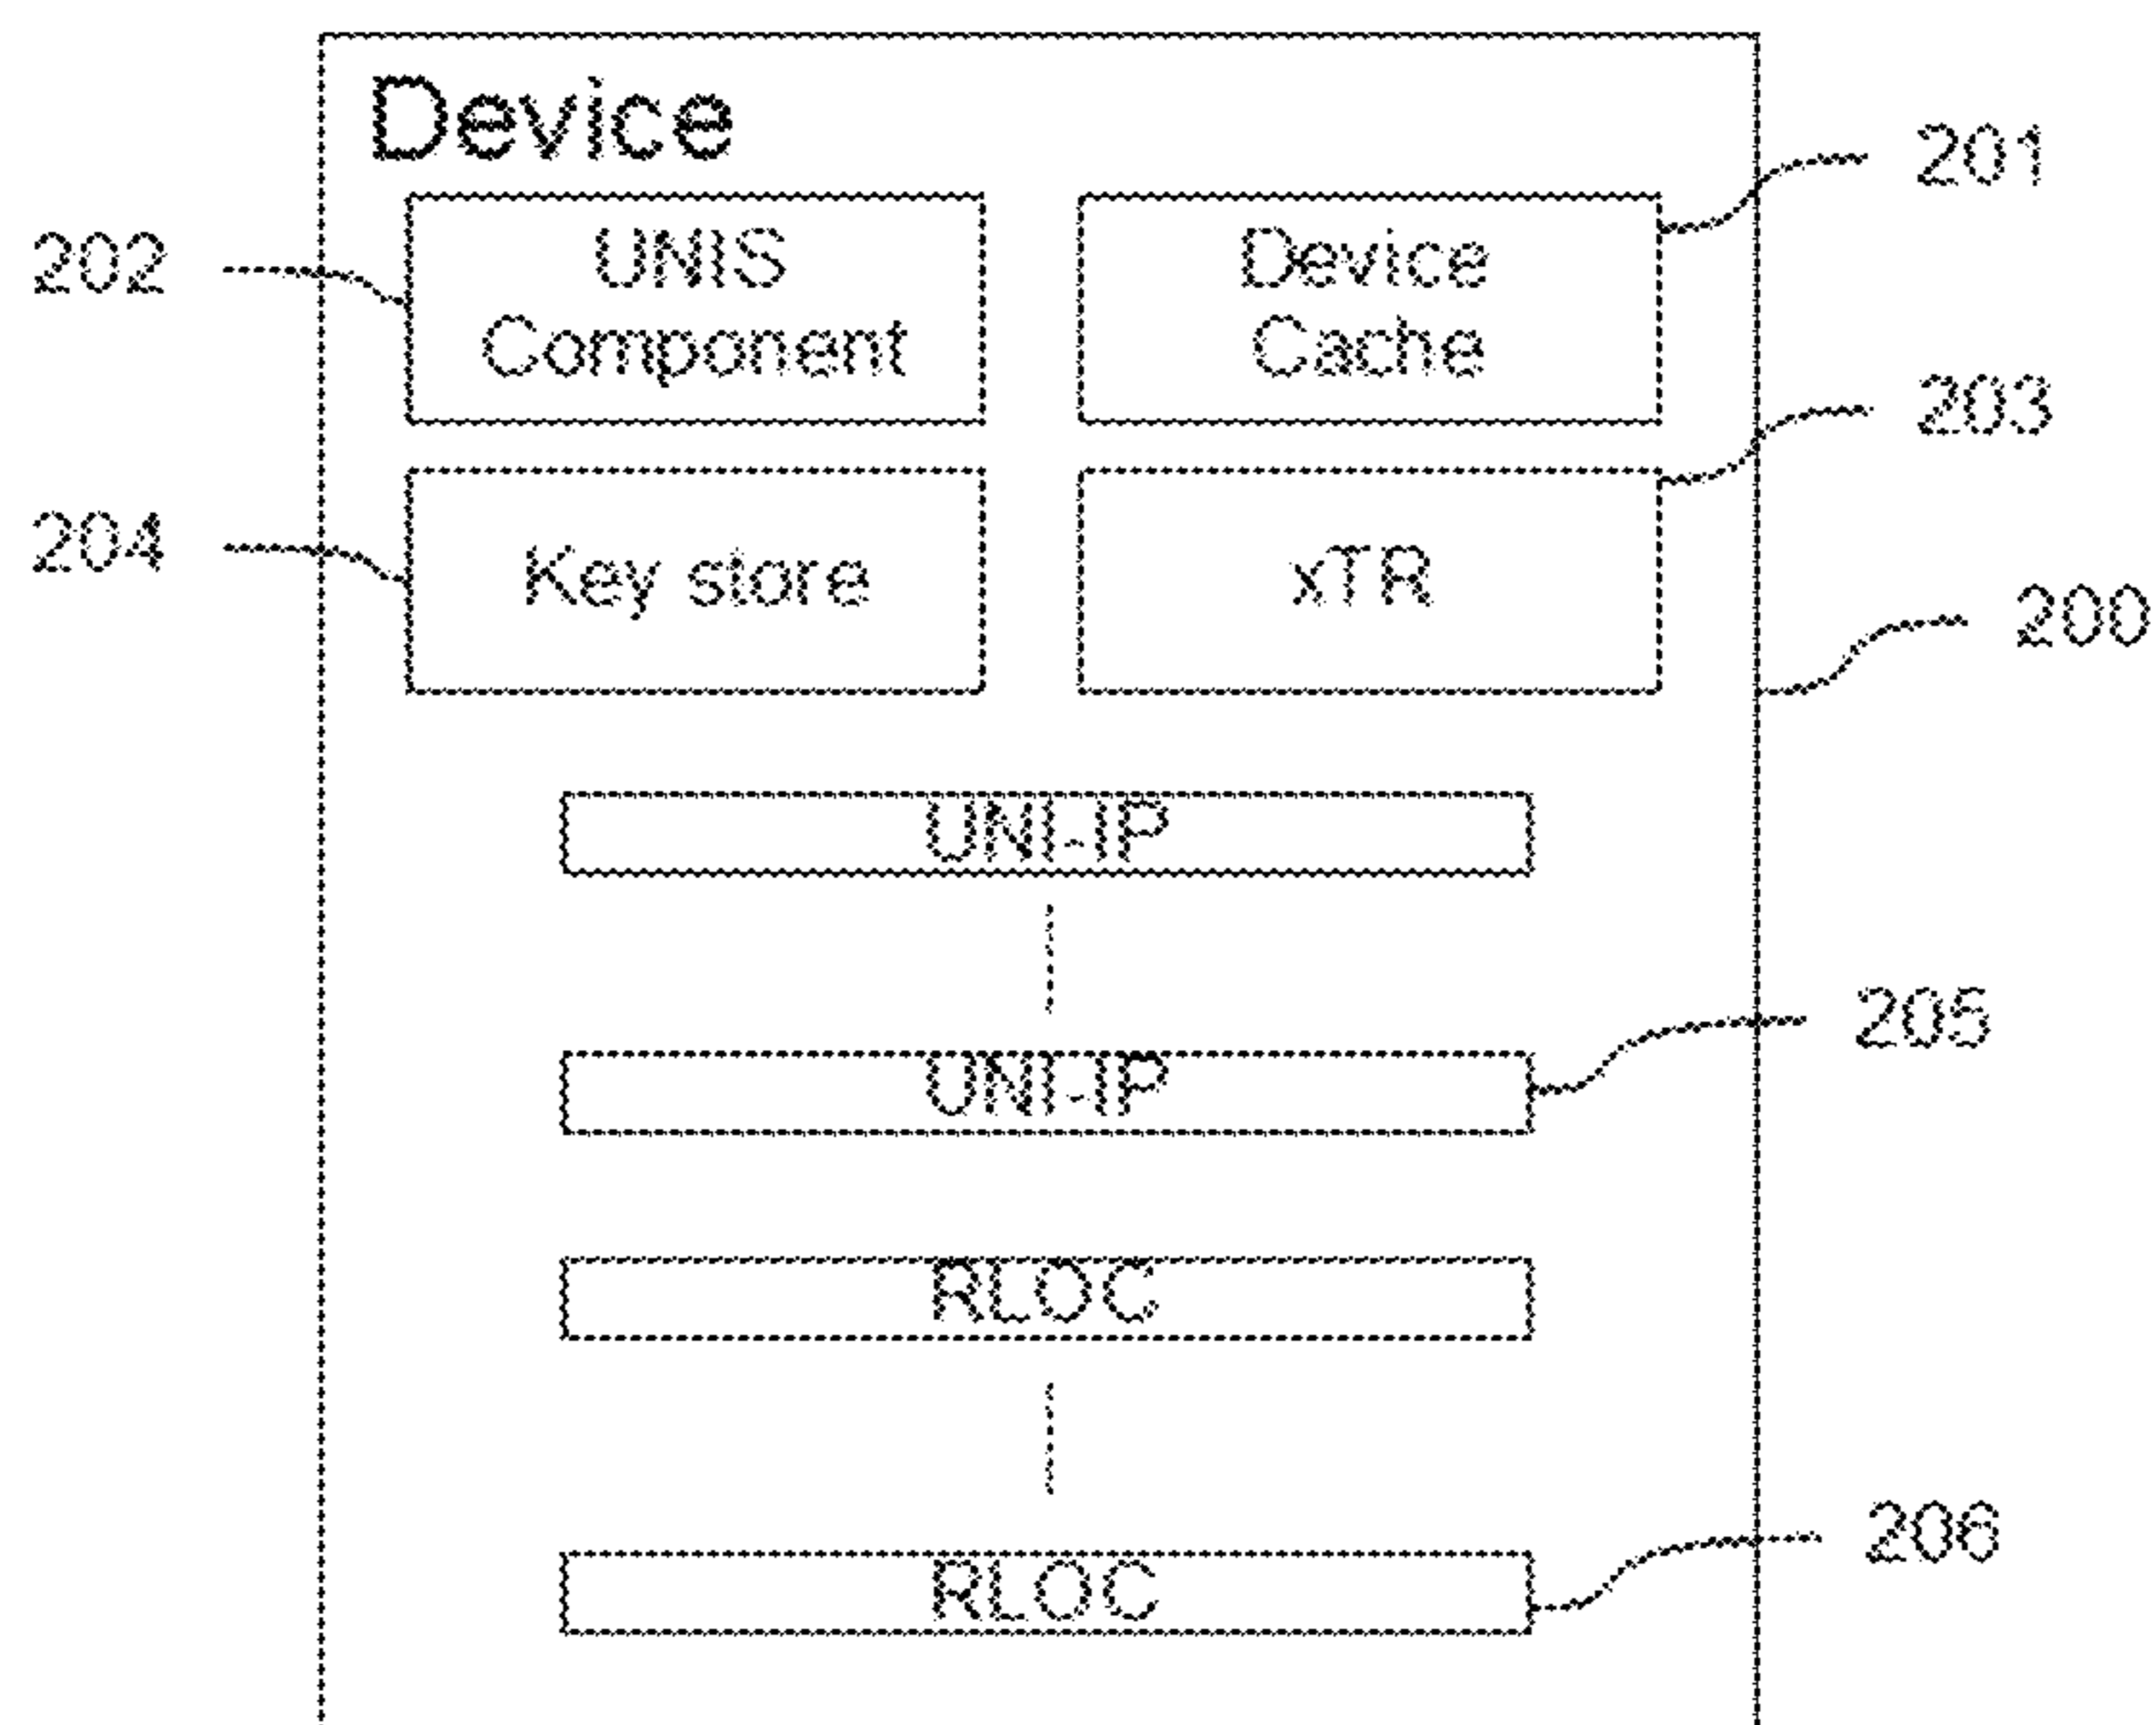 Device
201
202
UNIS
Component
Device
Cache
203
204
Key store
xTR
200
UNI-IP
205
UNI-IP
RLOC
206
RLOC